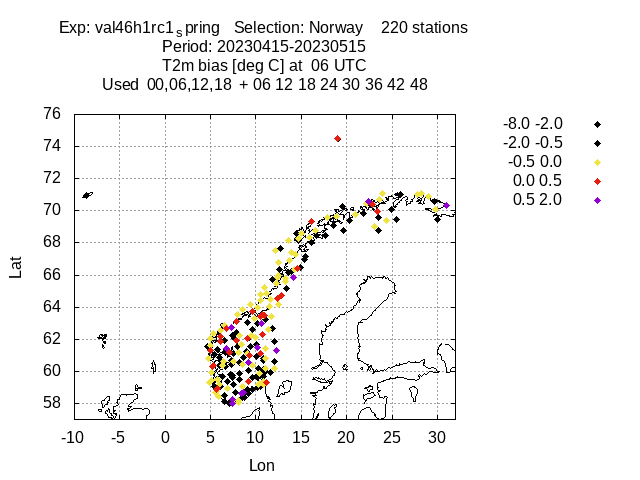 Exp: val46h1rc1spring   Selection: Norway    220 stations
Period: 20230415-20230515
T2m bias [deg C] at  06 UTC
Used  00,06,12,18  + 06 12 18 24 30 36 42 48
-8.0 -2.0
-2.0 -0.5
-0.5 0.0
0.0 0.5
0.5 2.0
76
74
72
70
68
66
64
62
60
58
Lat
-10 -5 0 5 10 15 20 25 30
Lon